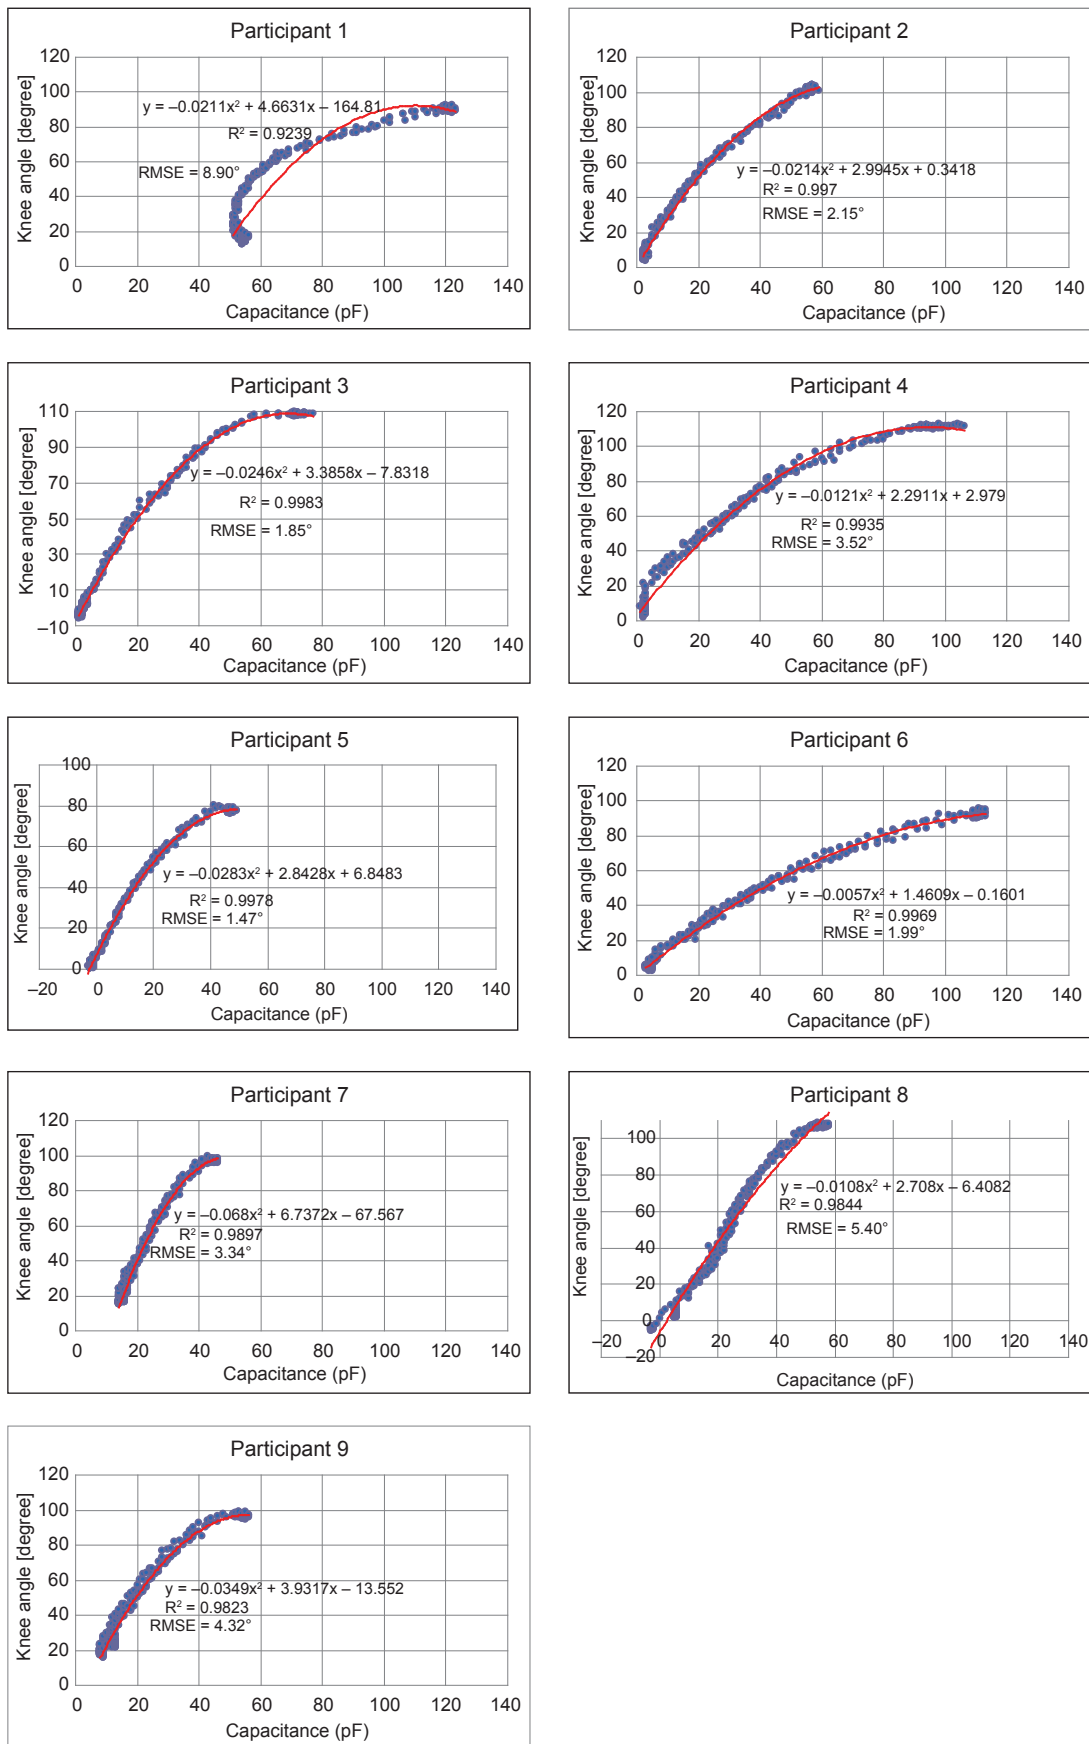 Participant 1
Knee angle [degree]
120
100
80
60
40
20
0
y = –0.0211x² + 4.6631x – 164.81
R² = 0.9239
RMSE = 8.90°
0 20 40 60 80 100 120 140
Capacitance (pF)
Participant 2
Knee angle [degree]
120
100
80
60
40
20
0
y = –0.0214x² + 2.9945x + 0.3418
R² = 0.997
RMSE = 2.15°
0 20 40 60 80 100 120 140
Capacitance (pF)
Participant 3
Knee angle [degree]
110
90
70
50
30
10
–10
y = –0.0246x² + 3.3858x – 7.8318
R² = 0.9983
RMSE = 1.85°
0 20 40 60 80 100 120 140
Capacitance (pF)
Participant 4
Knee angle [degree]
120
100
80
60
40
20
0
y = –0.0121x² + 2.2911x + 2.979
R² = 0.9935
RMSE = 3.52°
0 20 40 60 80 100 120 140
Capacitance (pF)
Participant 5
Knee angle [degree]
100
80
60
40
20
0
y = –0.0283x² + 2.8428x + 6.8483
R² = 0.9978
RMSE = 1.47°
–20 0 20 40 60 80 100 120 140
Capacitance (pF)
Participant 6
Knee angle [degree]
120
100
80
60
40
20
0
y = –0.0057x² + 1.4609x – 0.1601
R² = 0.9969
RMSE = 1.99°
0 20 40 60 80 100 120 140
Capacitance (pF)
Participant 7
Knee angle [degree]
120
100
80
60
40
20
0
y = –0.068x² + 6.7372x – 67.567
R² = 0.9897
RMSE = 3.34°
0 20 40 60 80 100 120 140
Capacitance (pF)
Participant 8
Knee angle [degree]
100
80
60
40
20
0
–20
y = –0.0108x² + 2.708x – 6.4082
R² = 0.9844
RMSE = 5.40°
–20 0 20 40 60 80 100 120 140
Capacitance (pF)
Participant 9
Knee angle [degree]
120
100
80
60
40
20
0
y = –0.0349x² + 3.9317x – 13.552
R² = 0.9823
RMSE = 4.32°
0 20 40 60 80 100 120 140
Capacitance (pF)